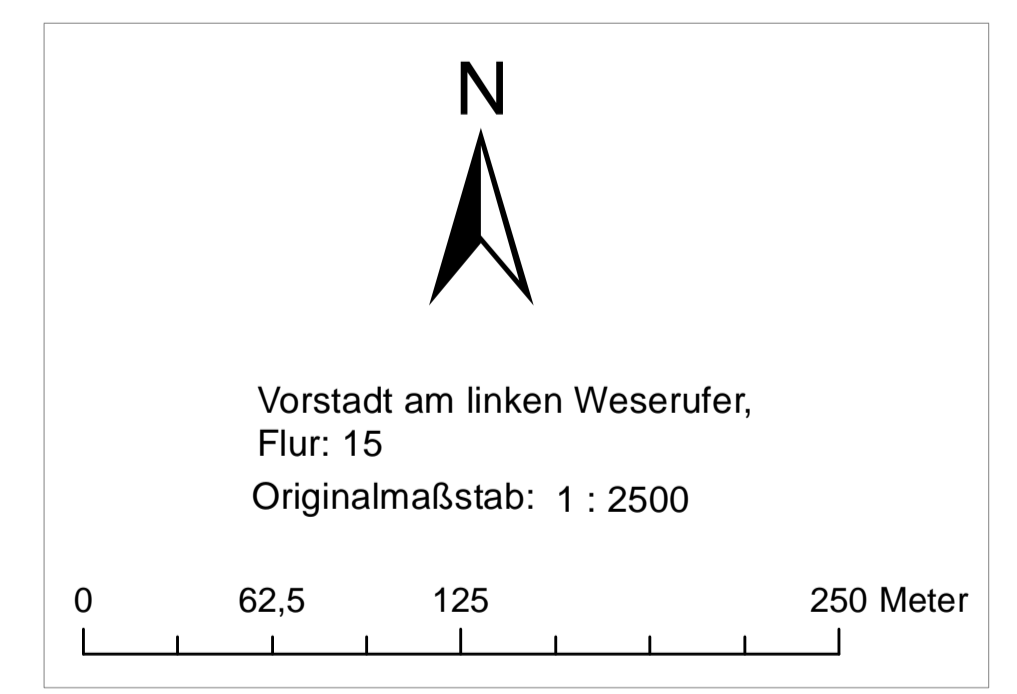 N
Vorstadt am linken Weserufer,
Flur: 15
Originalmaßstab: 1 : 2500
0 62,5 125 250 Meter